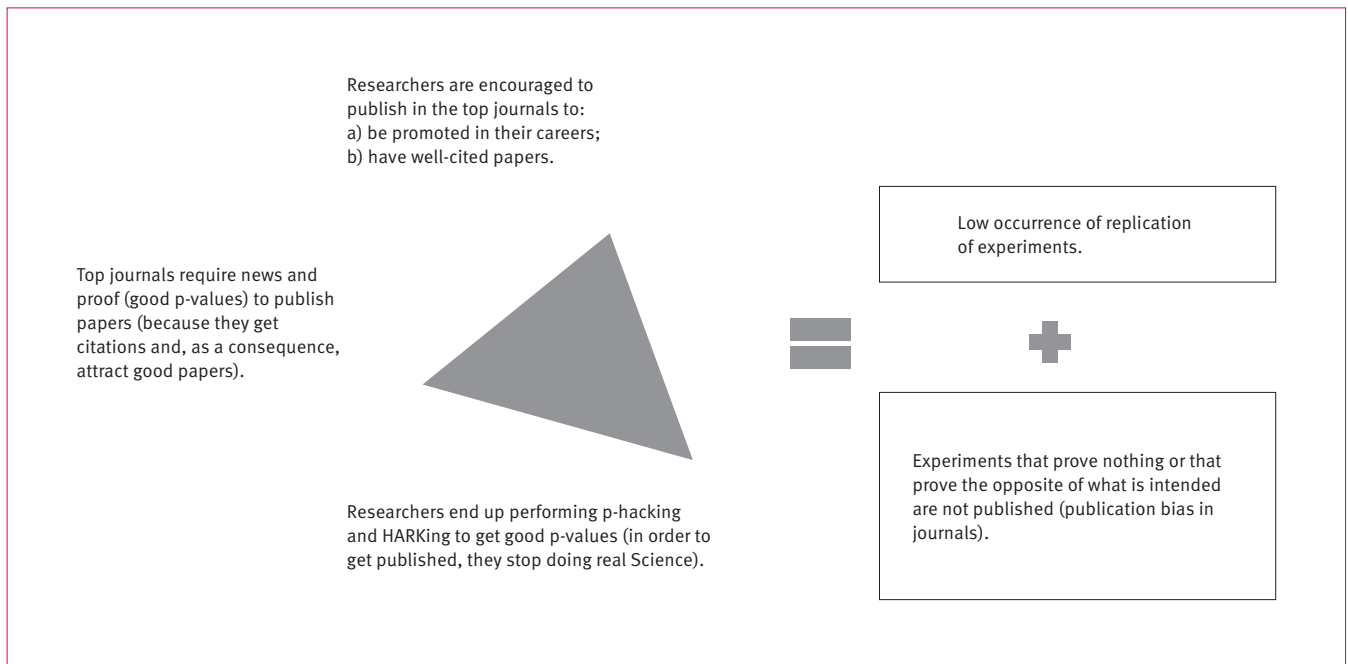 Researchers are encouraged to
publish in the top journals to:
a) be promoted in their careers;
b) have well-cited papers.
Top journals require news and
proof (good p-values) to publish
papers (because they get
citations and, as a consequence,
attract good papers).
Researchers end up performing p-hacking
and HARKing to get good p-values (in order to
get published, they stop doing real Science).
Low occurrence of replication
of experiments.
Experiments that prove nothing or that
prove the opposite of what is intended
are not published (publication bias in
journals).